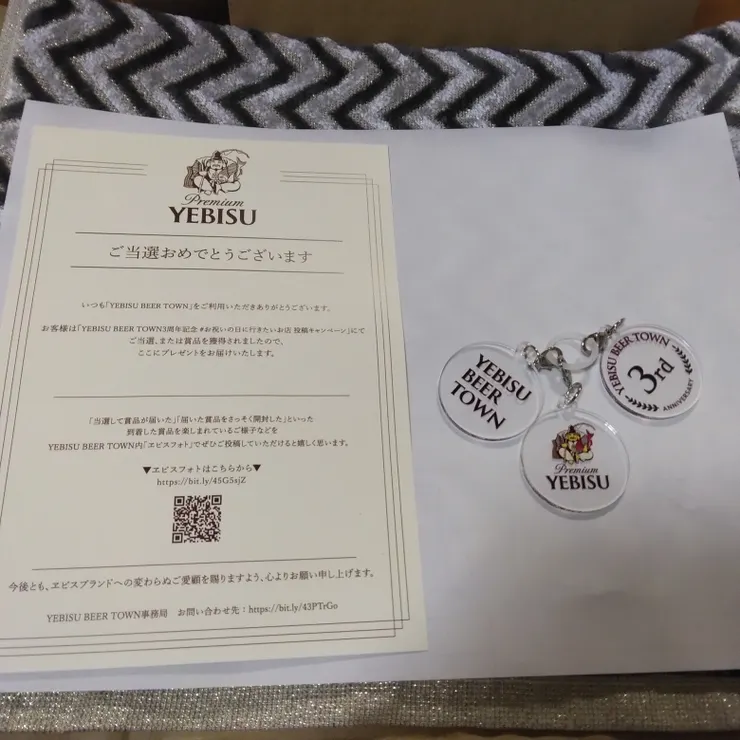 Premium
YEBISU
ご当選おめでとうございます
いつも「YEBISU BEER TOWN」をご利用いただきありがとうございます。
お客様は「YEBISU BEER TOWN3周年記念 #お祝いの日に行きたいお店 投稿キャンペーン」にて
ご当選、または賞品を獲得されましたので、
ここにプレゼントをお届けいたします。
「当選して賞品が届いた」「届いた賞品をさっそく開封した」といった
到着した賞品を楽しまれているご様子などを
YEBISU BEER TOWN内「ヱビスフォト」でぜひご投稿していただけると嬉しく思います。
▼ヱビスフォトはこちらから▼
https://bit.ly/45G5sjZ
今後とも、ヱビスブランドへの変わらぬご愛顧を賜りますよう、心よりお願い申し上げます。
YEBISU BEER TOWN事務局 お問い合わせ先：https://bit.ly/43PTrGo
YEBISU
BEER
TOWN
Premium
YEBISU
YEBISU BEER TOWN
3rd
ANNIVERSARY